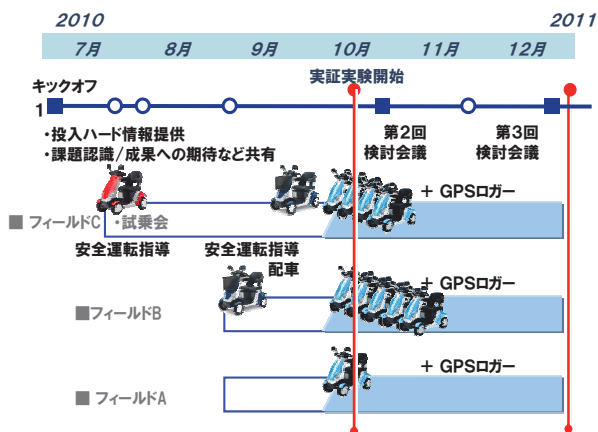 2010
2011
7月 8月 9月 10月 11月 12月
実証実験開始
キックオフ
1
・投入ハード情報提供
・課題認識/成果への期待など共有
第2回
検討会議
第3回
検討会議
＋ GPSロガー
■ フィールドC ・試乗会
安全運転指導
安全運転指導
配車
＋ GPSロガー
■フィールドB
＋ GPSロガー
■ フィールドA